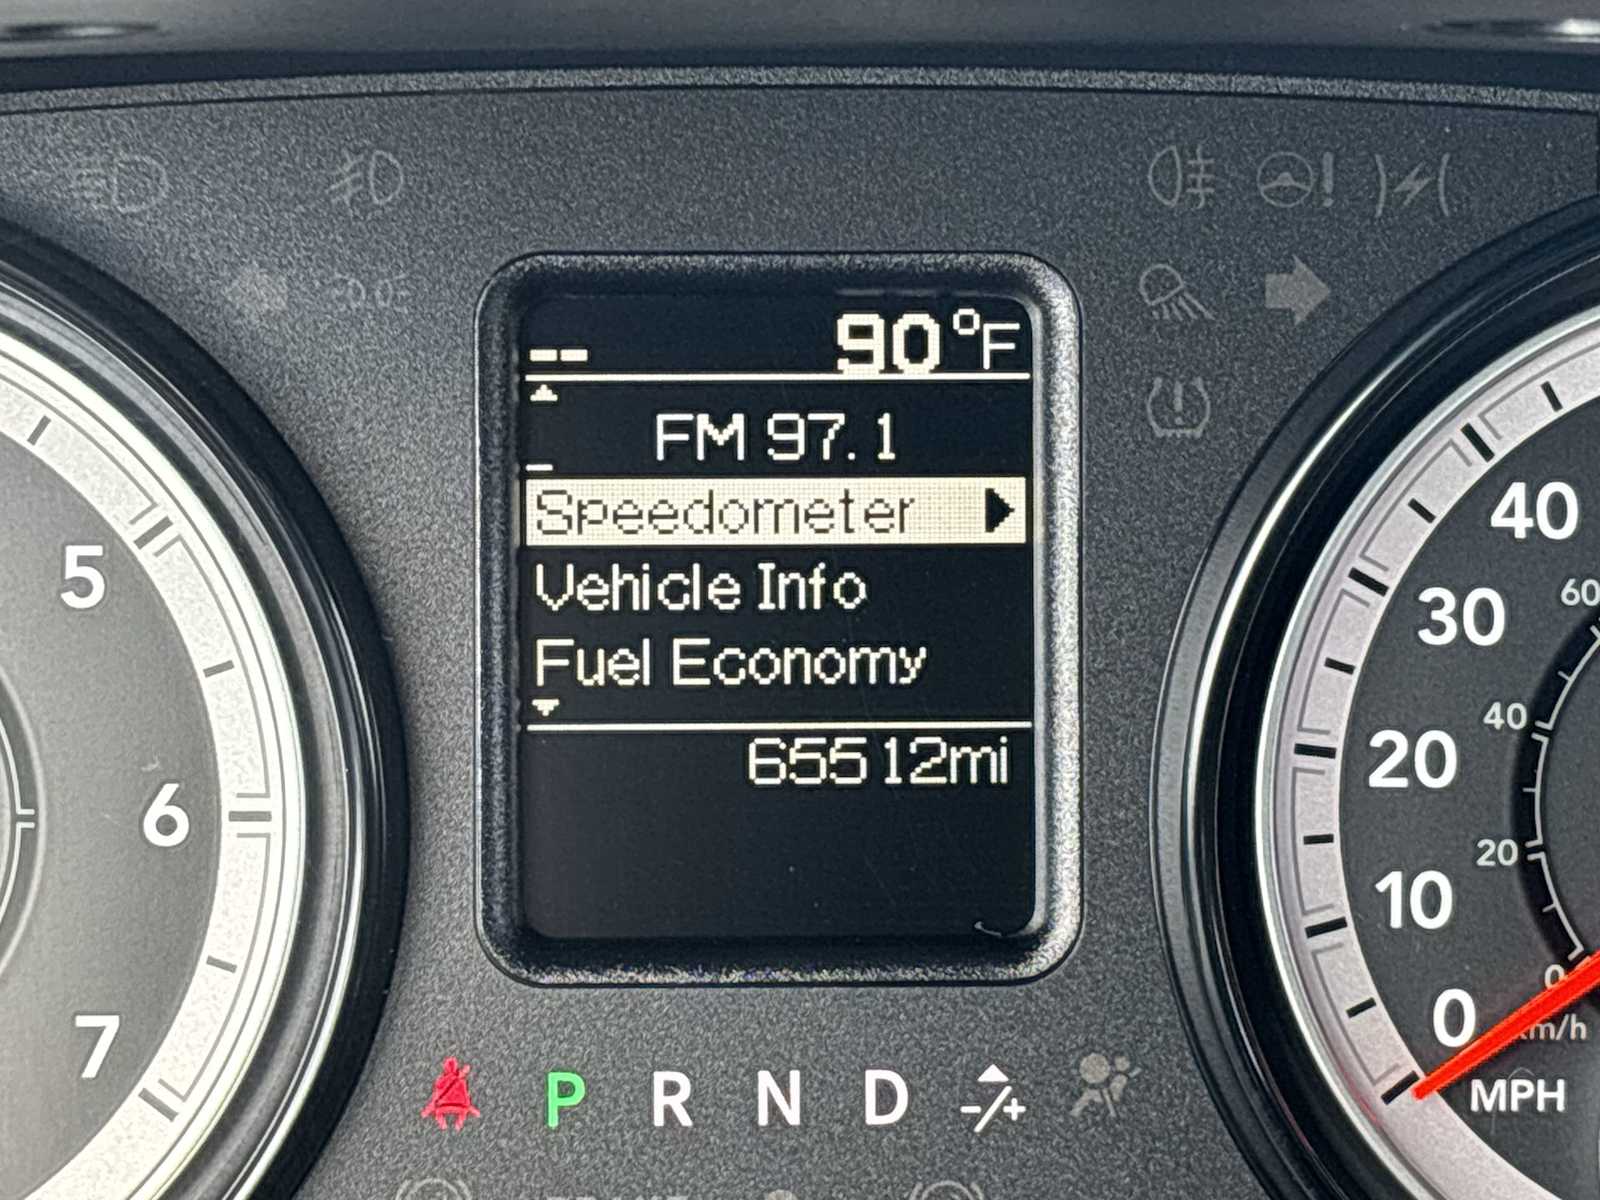 -- 90°F
FM 97.1
Speedometer
Vehicle Info
Fuel Economy
65512mi
5
6
7
40
30
20
10
0
MPH
60
40
20
0
P R N D -/+